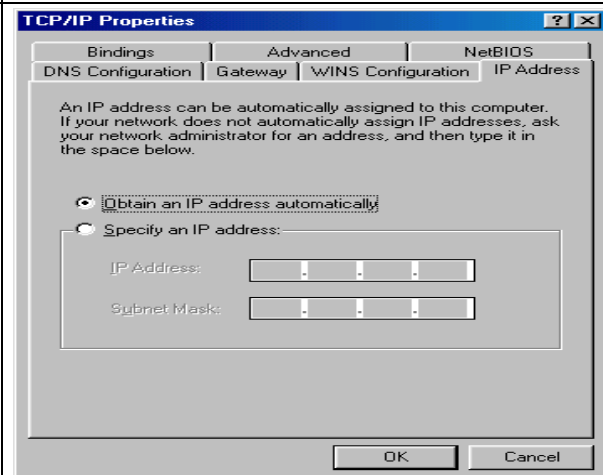 TCP/IP Properties
Bindings Advanced NetBIOS
DNS Configuration Gateway WINS Configuration IP Address
An IP address can be automatically assigned to this computer.
If your network does not automatically assign IP addresses, ask
your network administrator for an address, and then type it in
the space below.
Obtain an IP address automatically
Specify an IP address:
IP Address:
Subnet Mask:
OK Cancel